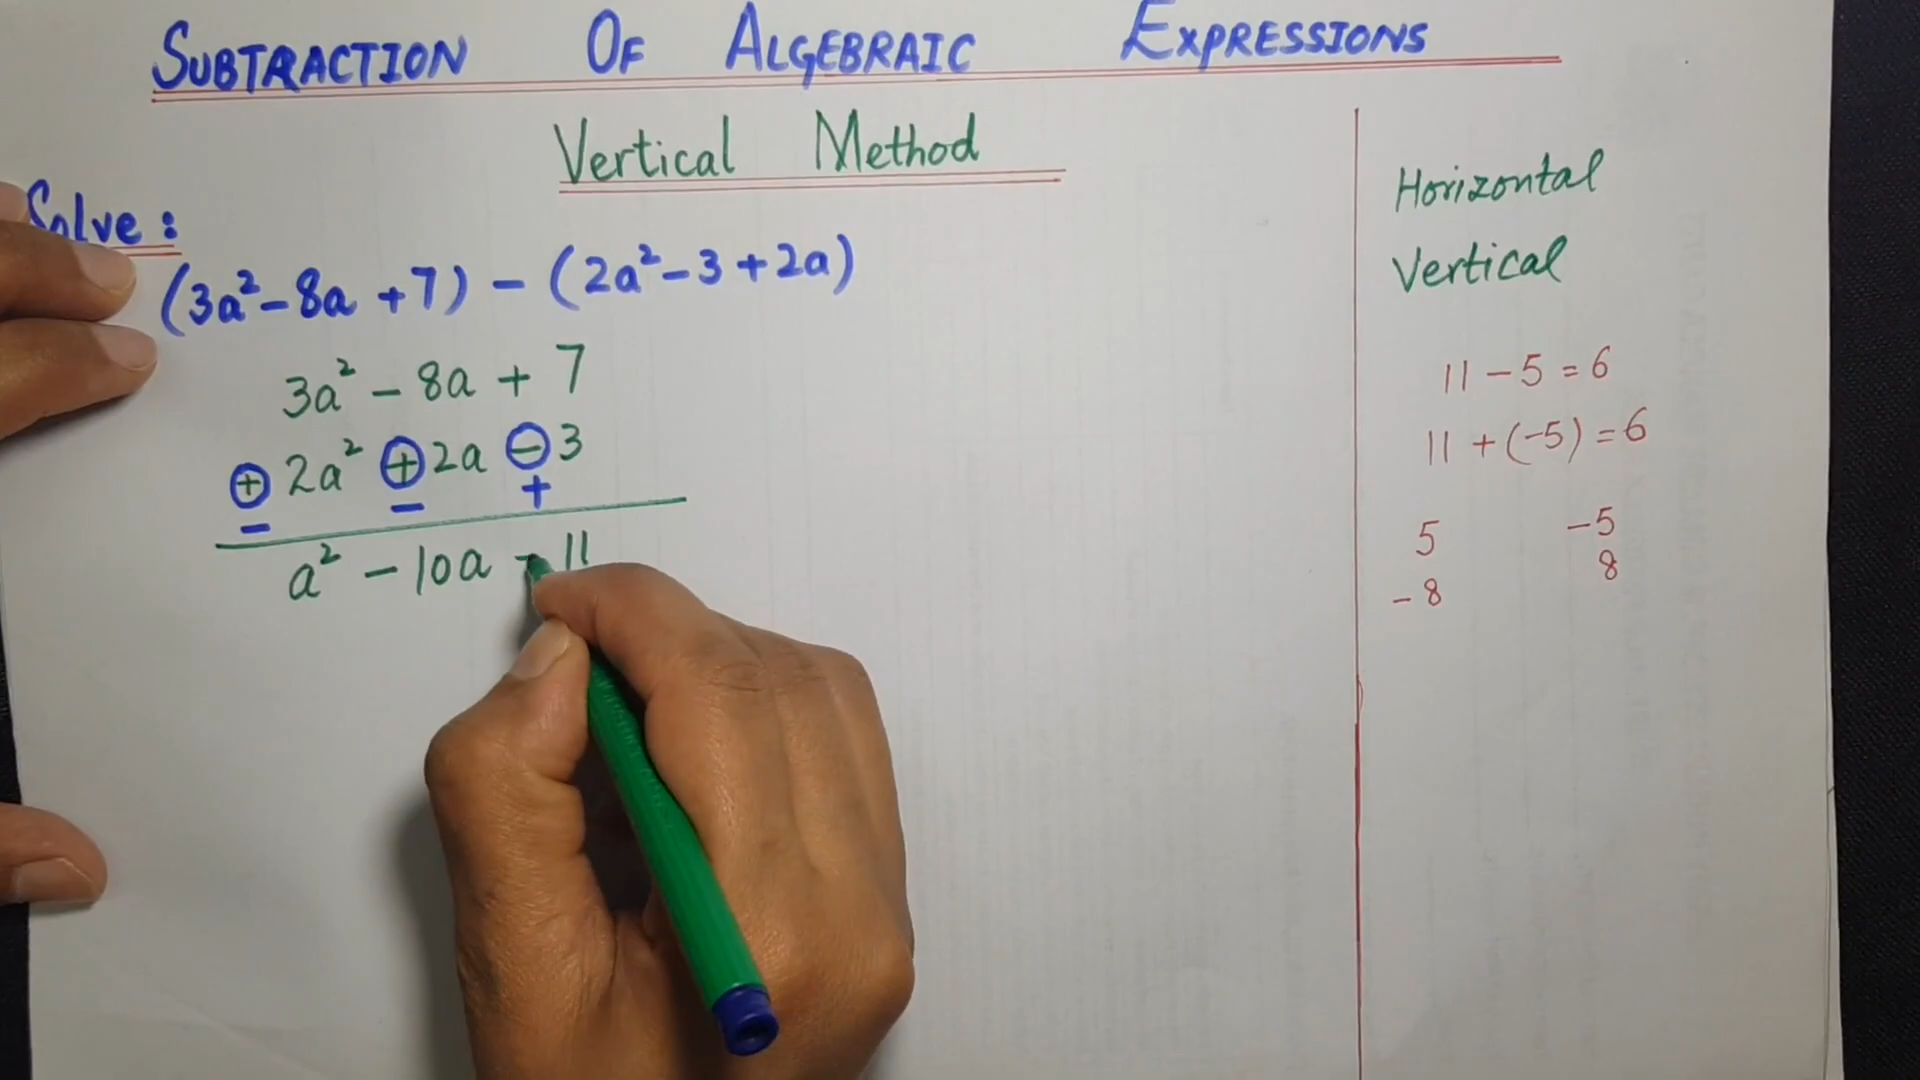 SUBTRACTION OF ALGEBRAIC EXPRESSIONS
Vertical Method
Solve :
(3a² - 8a + 7) - (2a² - 3 + 2a)
3a² - 8a + 7
⊕ 2a² ⊕ 2a ⊖ 3
- - +
a² - 10a - 11
Horizontal
Vertical
11 - 5 = 6
11 + (-5) = 6
5 -5
-8 8